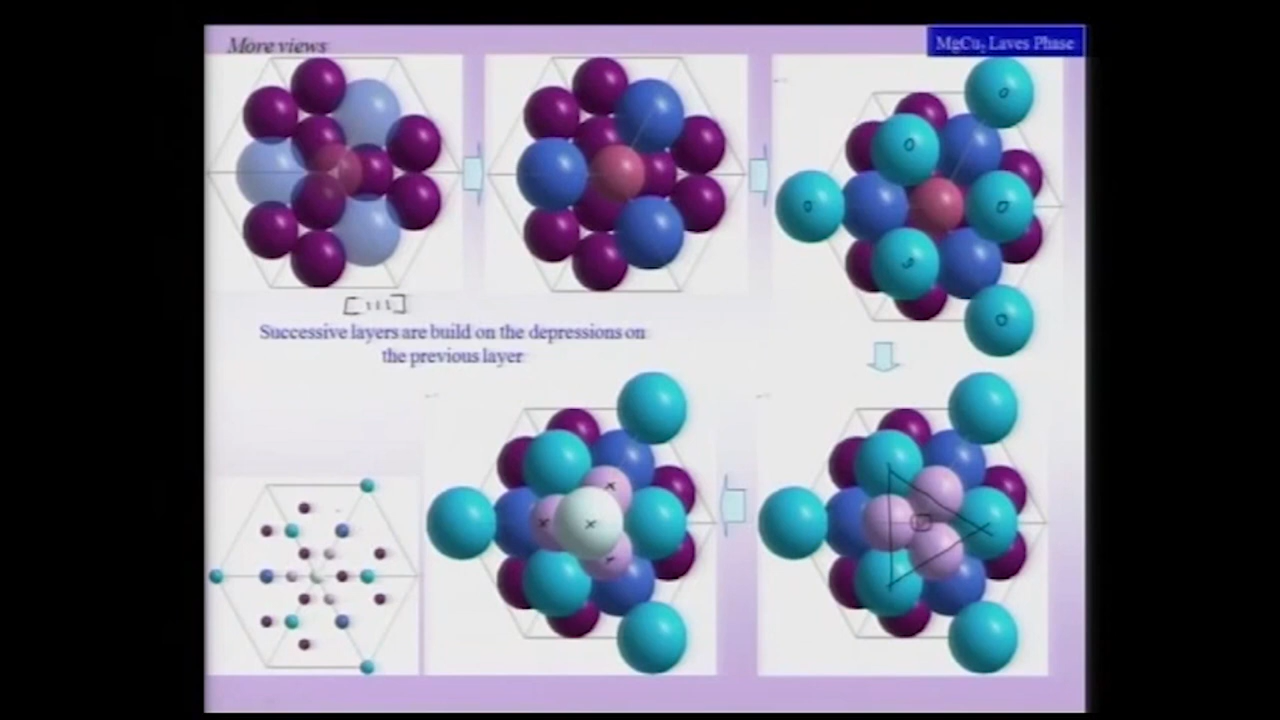 More views
MgCu₂ Laves Phase
[111]
Successive layers are build on the depressions on
the previous layer